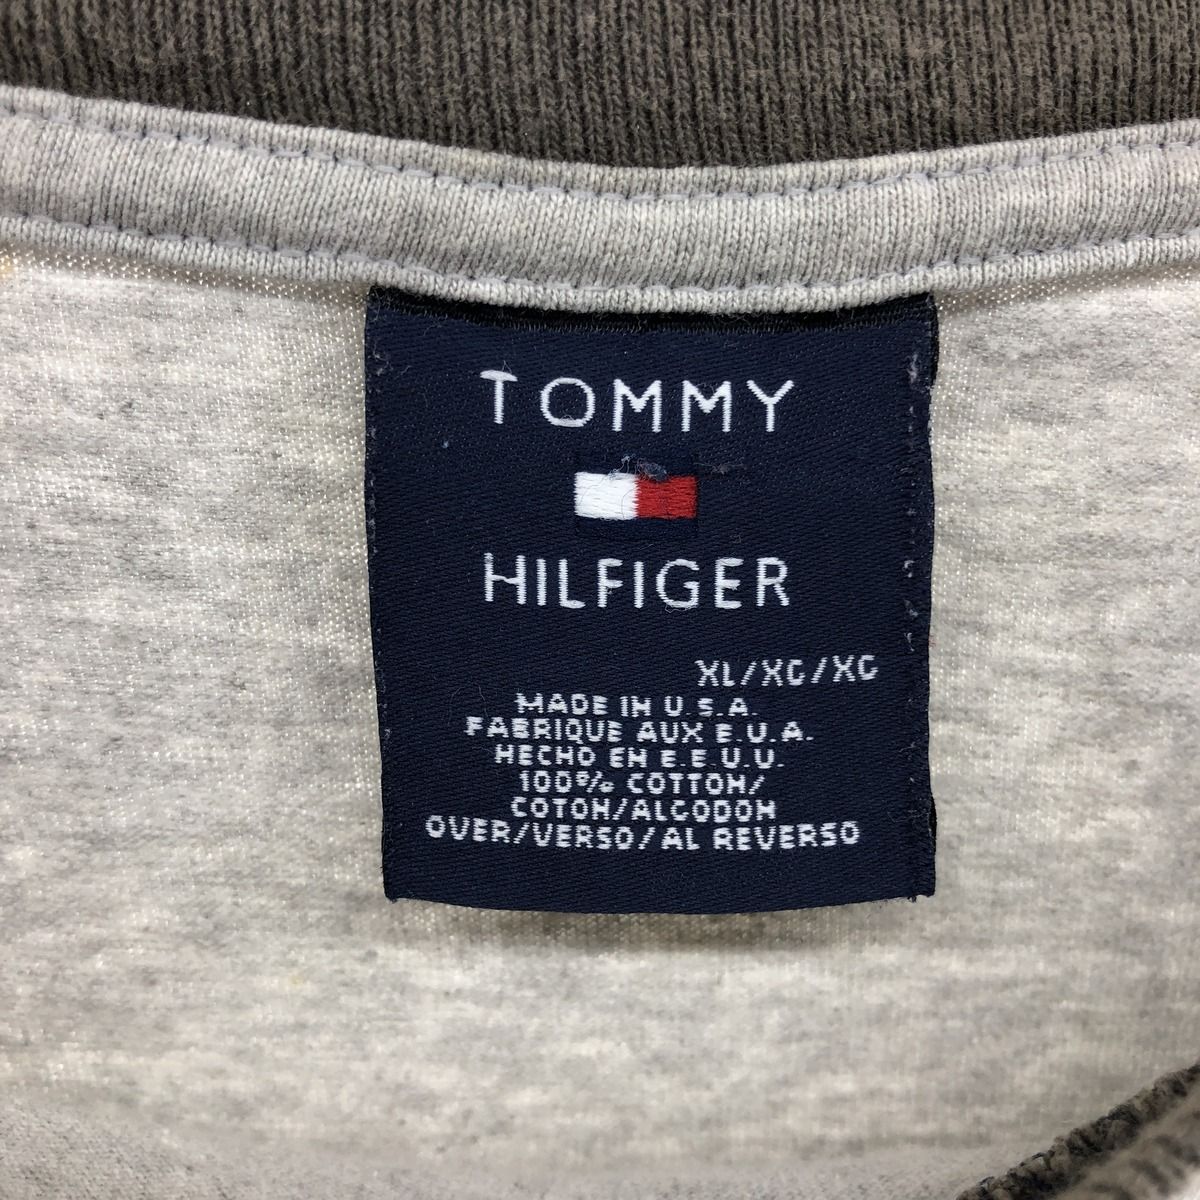 TOMMY
HILFIGER
XL/XG/XG
MADE IN U.S.A.
FABRIQUE AUX E.U.A.
HECHO EN E.E.U.U.
100% COTTON/
COTON/ALGODON
OVER/VERSO/AL REVERSO